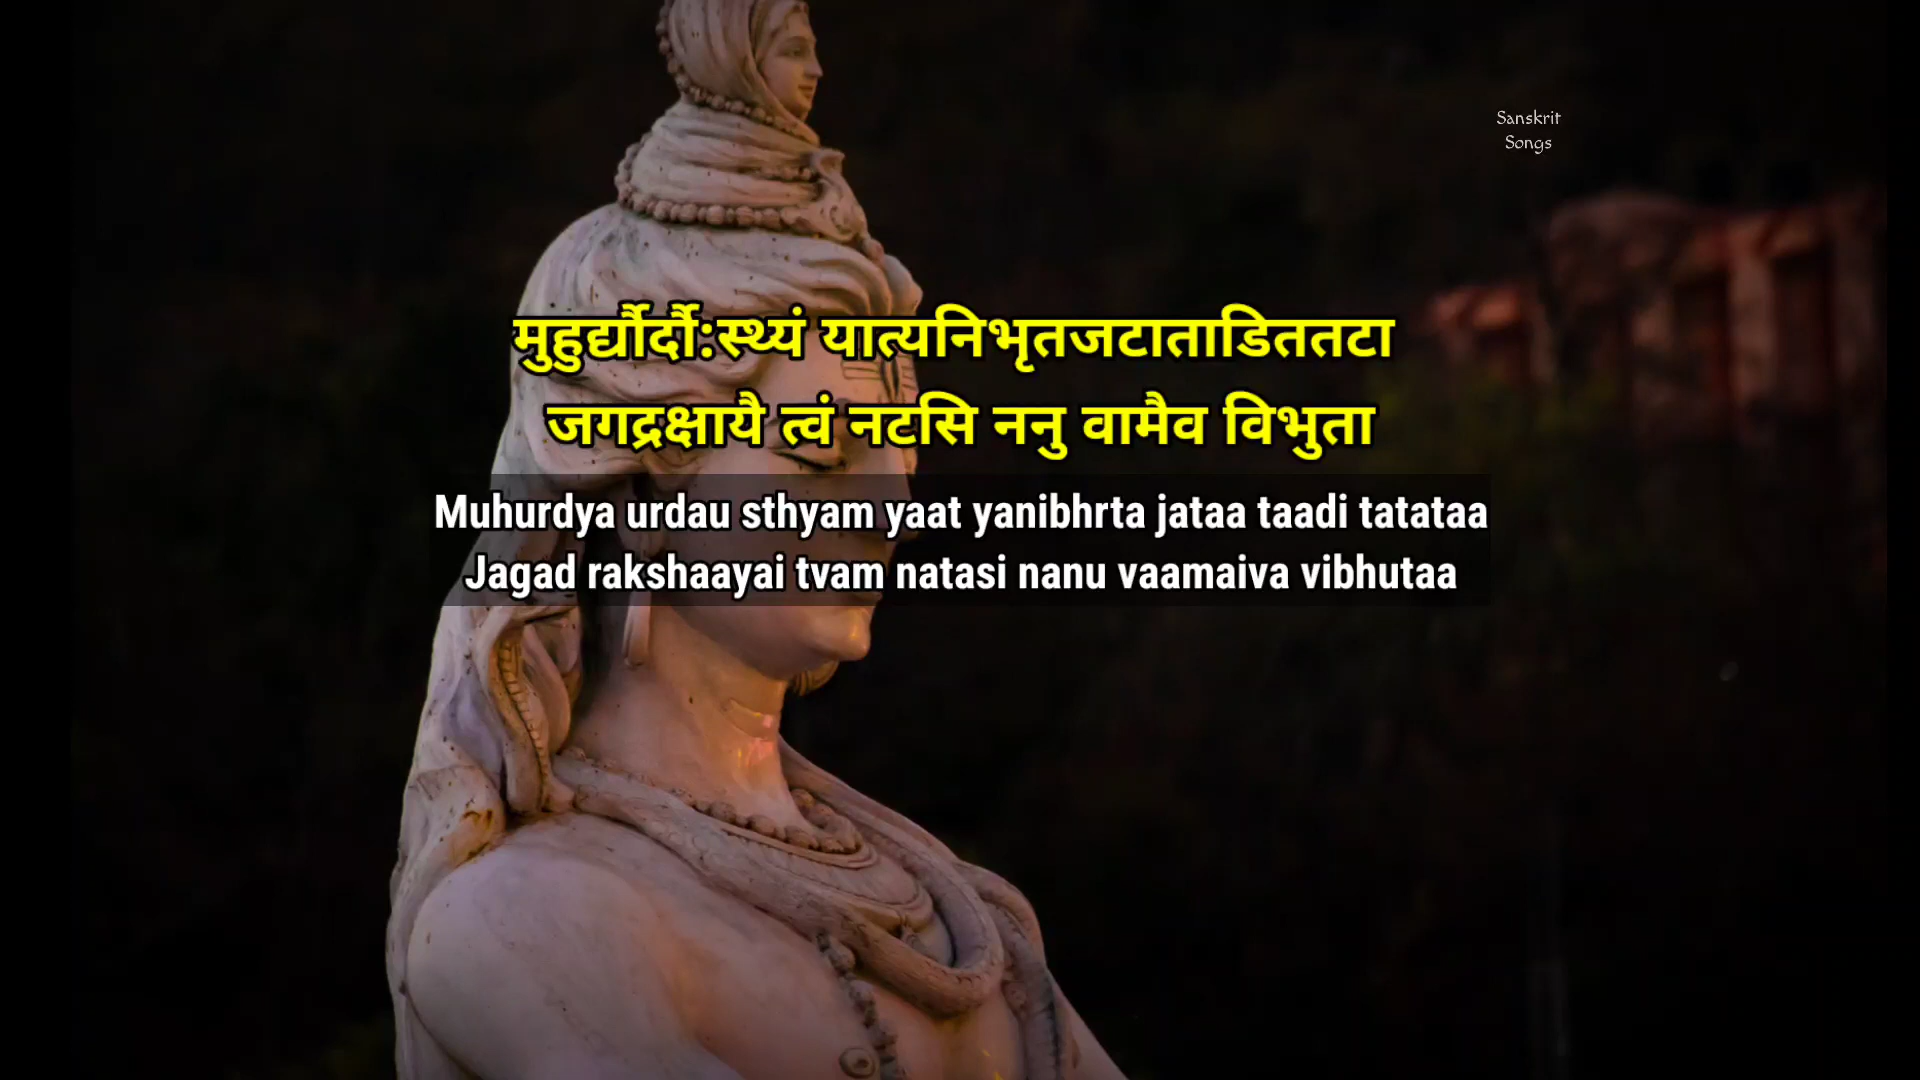 Sanskrit
Songs
मुहुर्द्यौर्दौ:स्थ्यं यात्यनिभृतजटाताडिततटा
जगद्रक्षायै त्वं नटसि ननु वामैव विभुता
Muhurdya urdau sthyam yaat yanibhrta jataa taadi tatataa
Jagad rakshaayai tvam natasi nanu vaamaiva vibhutaa